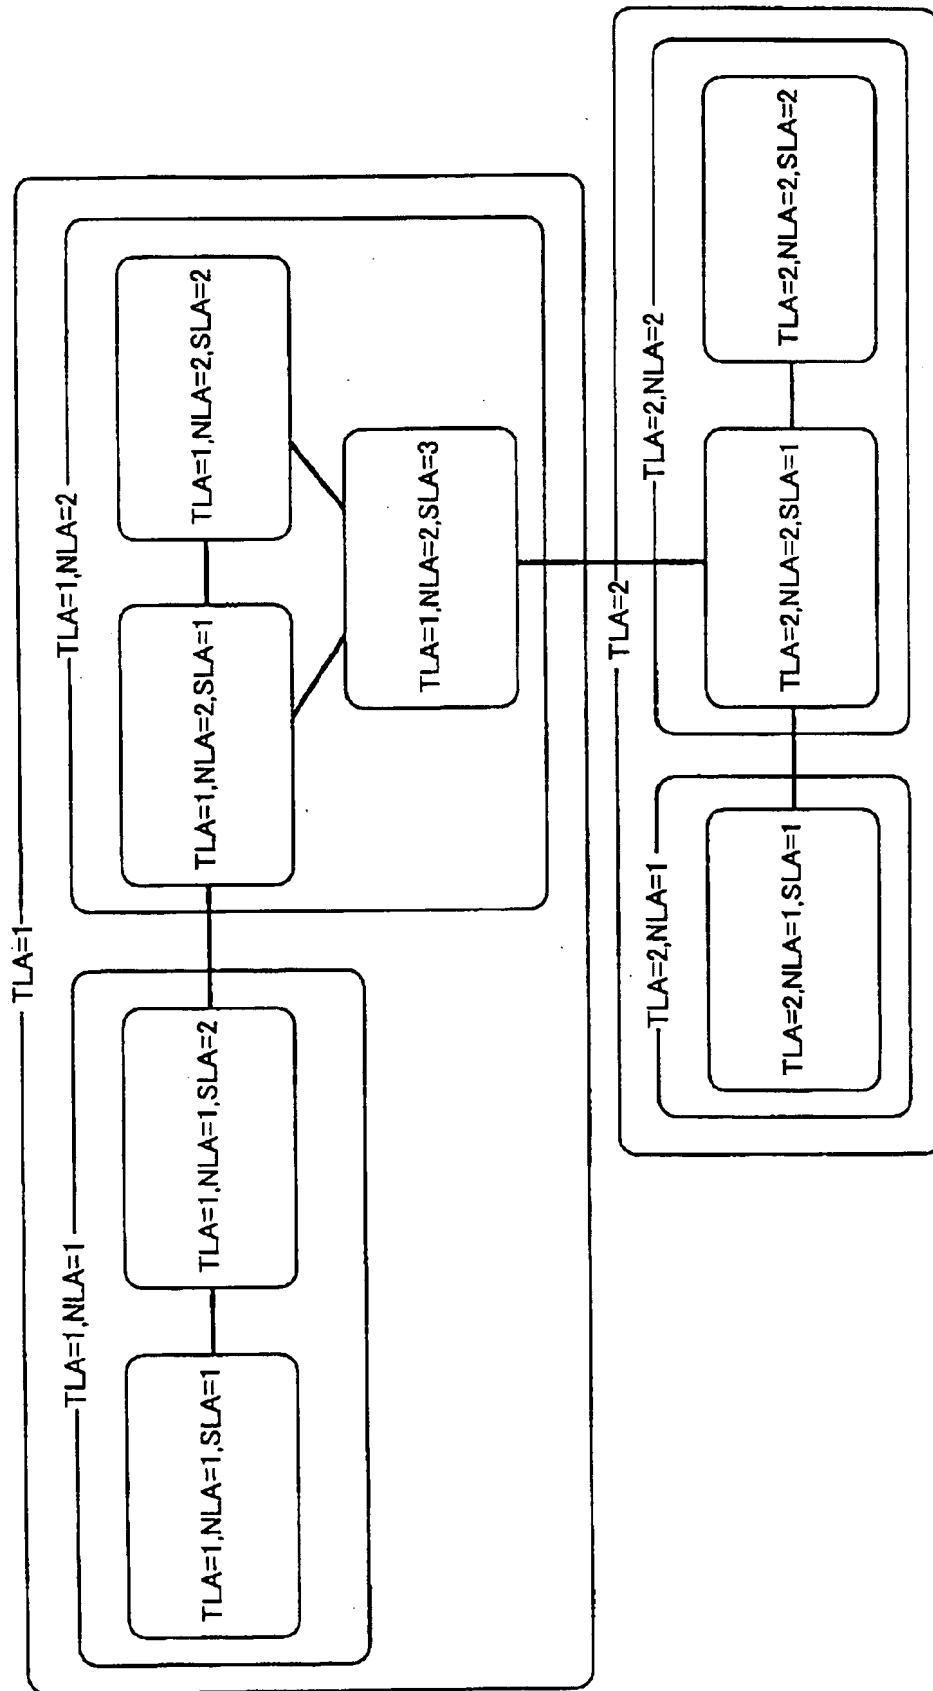 TLA=1
TLA=1,NLA=1
TLA=1,NLA=1,SLA=1
TLA=1,NLA=1,SLA=2
TLA=1,NLA=2
TLA=1,NLA=2,SLA=1
TLA=1,NLA=2,SLA=2
TLA=1,NLA=2,SLA=3
TLA=2
TLA=2,NLA=1
TLA=2,NLA=1,SLA=1
TLA=2,NLA=2
TLA=2,NLA=2,SLA=1
TLA=2,NLA=2,SLA=2